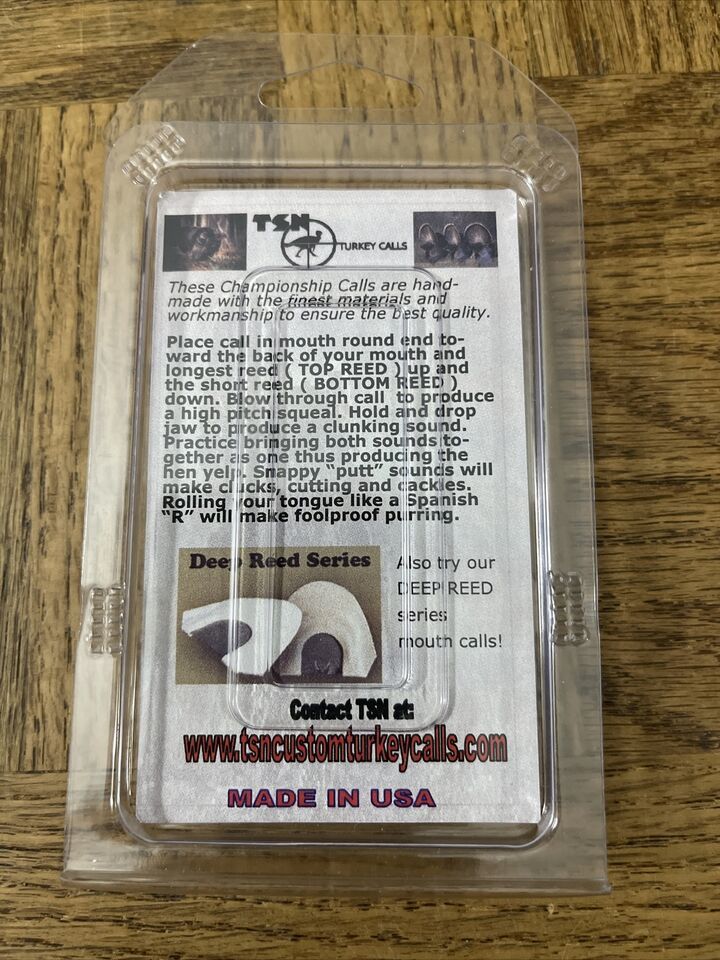 TSN
TURKEY CALLS
These Championship Calls are hand-
made with the finest materials and
workmanship to ensure the best quality.
Place call in mouth round end to-
ward the back of your mouth and
longest reed ( TOP REED ) up and
the short reed ( BOTTOM REED )
down. Blow through call to produce
a high pitch squeal. Hold and drop
jaw to produce a clunking sound.
Practice bringing both sounds to-
gether as one thus producing the
hen yelp. Snappy “putt” sounds will
make clucks, cutting and cackles.
Rolling your tongue like a Spanish
“R” will make foolproof purring.
Deep Reed Series
Also try our
DEEP REED
series
mouth calls!
Contact TSN at:
www.tsncustomturkeycalls.com
MADE IN USA